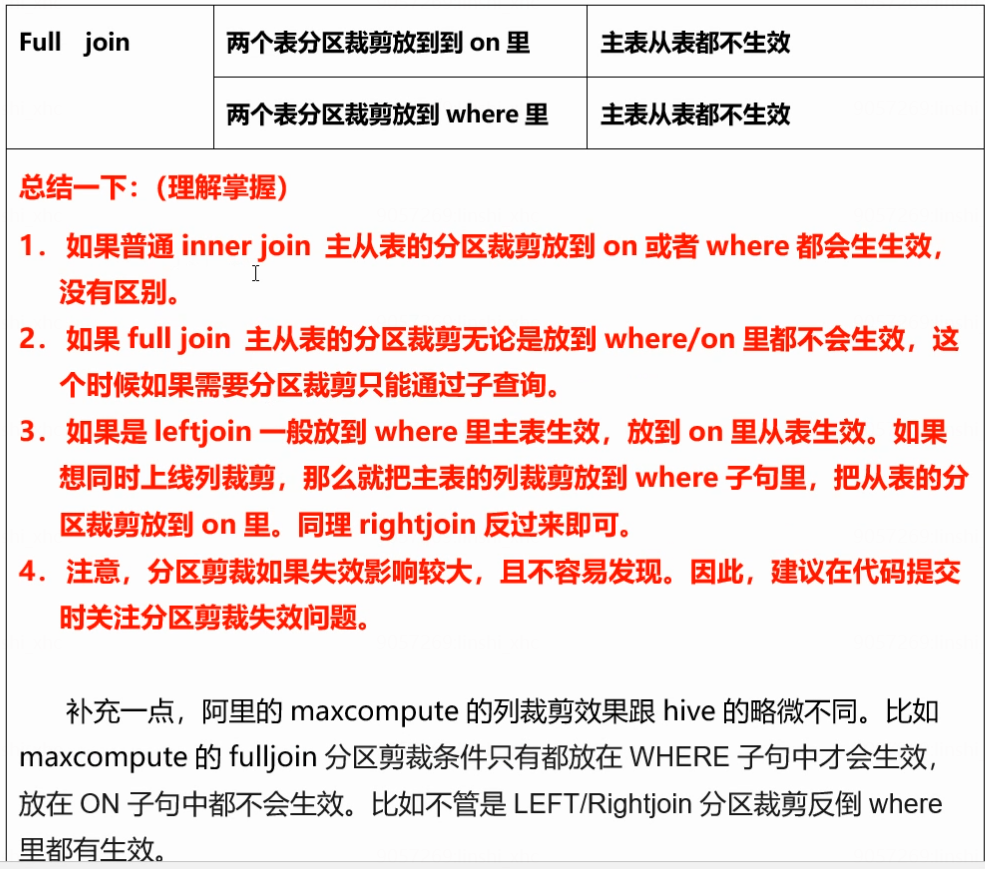 Full join
两个表分区裁剪放到到 on 里
主表从表都不生效
两个表分区裁剪放到 where 里
主表从表都不生效
总结一下：（理解掌握）
1. 如果普通 inner join 主从表的分区裁剪放到 on 或者 where 都会生生效，
没有区别。
2. 如果 full join 主从表的分区裁剪无论是放到 where/on 里都不会生效，这
个时候如果需要分区裁剪只能通过子查询。
3. 如果是 leftjoin 一般放到 where 里主表生效，放到 on 里从表生效。如果
想同时上线列裁剪，那么就把主表的列裁剪放到 where 子句里，把从表的分
区裁剪放到 on 里。同理 rightjoin 反过来即可。
4. 注意，分区剪裁如果失效影响较大，且不容易发现。因此，建议在代码提交
时关注分区剪裁失效问题。
补充一点，阿里的 maxcompute 的列裁剪效果跟 hive 的略微不同。比如
maxcompute 的 fulljoin 分区剪裁条件只有都放在 WHERE 子句中才会生效，
放在 ON 子句中都不会生效。比如不管是 LEFT/Rightjoin 分区裁剪反倒 where
里都有生效。